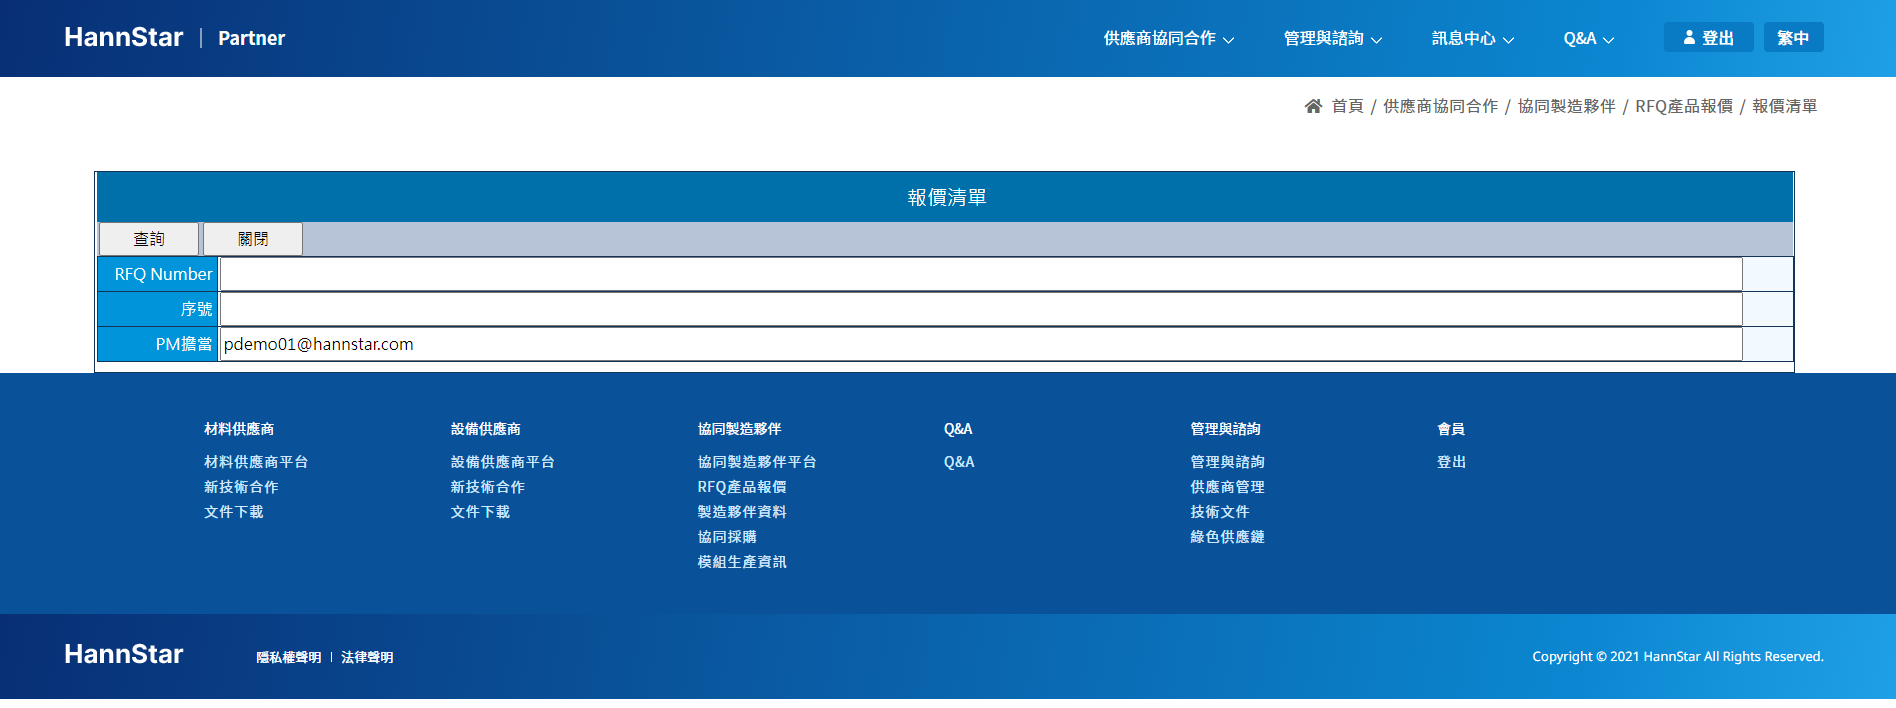 HannStar | Partner 供應商協同合作 管理與諮詢 訊息中心 Q&A 登出 繁中
首頁 / 供應商協同合作 / 協同製造夥伴 / RFQ產品報價 / 報價清單
報價清單
查詢 關閉
RFQ Number
序號
PM擔當 pdemo01@hannstar.com
材料供應商 設備供應商 協同製造夥伴 Q&A 管理與諮詢 會員
材料供應商平台 設備供應商平台 協同製造夥伴平台 Q&A 管理與諮詢 登出
新技術合作 新技術合作 RFQ產品報價 供應商管理
文件下載 文件下載 製造夥伴資料 技術文件
協同採購 綠色供應鏈
模組生產資訊
HannStar 隱私權聲明 | 法律聲明 Copyright © 2021 HannStar All Rights Reserved.